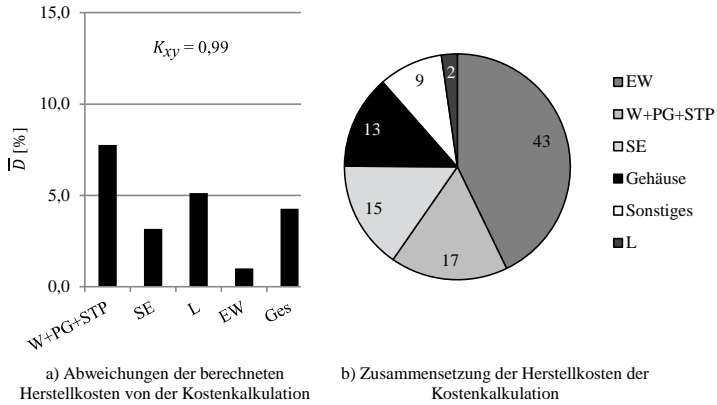 15,0
10,0
5,0
0,0
D [%]
K_xy = 0,99
W+PG+STP
SE
L
EW
Ges
a) Abweichungen der berechneten
Herstellkosten von der Kostenkalkulation
43
17
15
13
9
2
EW
W+PG+STP
SE
Gehäuse
Sonstiges
L
b) Zusammensetzung der Herstellkosten der
Kostenkalkulation